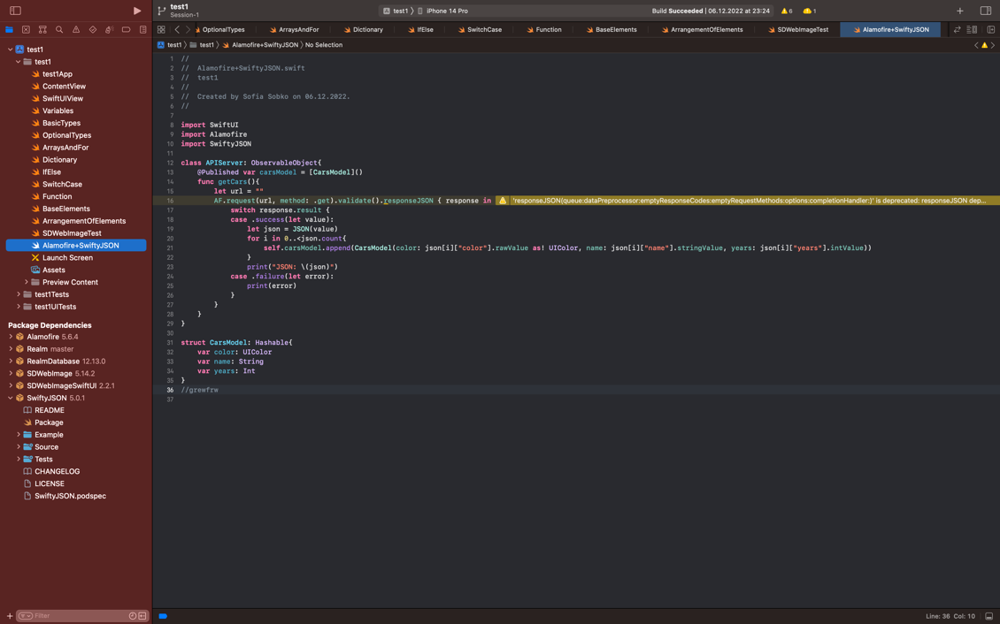 test1
Session-1
test1 〉 iPhone 14 Pro
Build Succeeded | 06.12.2022 at 23:24
6
1
OptionalTypes
ArraysAndFor
Dictionary
IfElse
SwitchCase
Function
BaseElements
ArrangementOfElements
SDWebImageTest
Alamofire+SwiftyJSON
test1 〉 test1 〉 Alamofire+SwiftyJSON 〉 No Selection
test1
test1
test1App
ContentView
SwiftUIView
Variables
BasicTypes
OptionalTypes
ArraysAndFor
Dictionary
IfElse
SwitchCase
Function
BaseElements
ArrangementOfElements
SDWebImageTest
Alamofire+SwiftyJSON
Launch Screen
Assets
Preview Content
test1Tests
test1UITests
Package Dependencies
Alamofire 5.6.4
Realm master
RealmDatabase 12.13.0
SDWebImage 5.14.2
SDWebImageSwiftUI 2.2.1
SwiftyJSON 5.0.1
README
Package
Example
Source
Tests
CHANGELOG
LICENSE
SwiftyJSON.podspec
Filter
1 //
2 //  Alamofire+SwiftyJSON.swift
3 //  test1
4 //
5 //  Created by Sofia Sobko on 06.12.2022.
6 //
7
8 import SwiftUI
9 import Alamofire
10 import SwiftyJSON
11
12 class APIServer: ObservableObject{
13     @Published var carsModel = [CarsModel]()
14     func getCars(){
15         let url = ""
16         AF.request(url, method: .get).validate().responseJSON { response in 'responseJSON(queue:dataPreprocessor:emptyResponseCodes:emptyRequestMethods:options:completionHandler:)' is deprecated: responseJSON dep...
17             switch response.result {
18             case .success(let value):
19                 let json = JSON(value)
20                 for i in 0..<json.count{
21                     self.carsModel.append(CarsModel(color: json[i]["color"].rawValue as! UIColor, name: json[i]["name"].stringValue, years: json[i]["years"].intValue))
22                 }
23                 print("JSON: \(json)")
24             case .failure(let error):
25                 print(error)
26             }
27         }
28     }
29 }
30
31 struct CarsModel: Hashable{
32     var color: UIColor
33     var name: String
34     var years: Int
35 }
36 //grewfrw
37
Line: 36 Col: 10